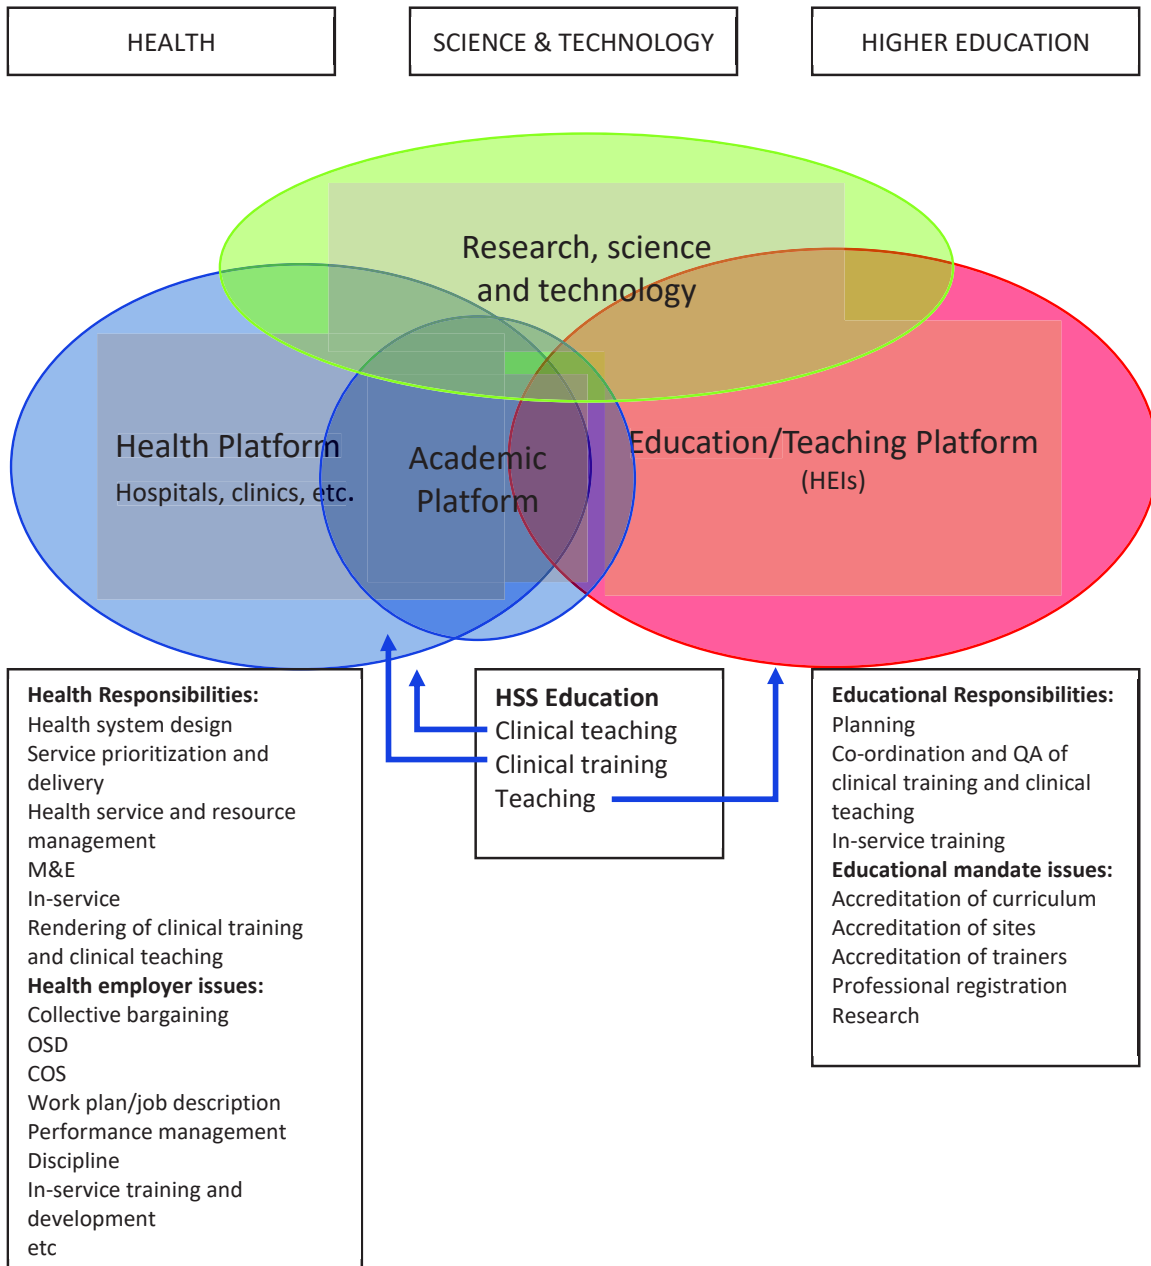 HEALTH
SCIENCE & TECHNOLOGY
HIGHER EDUCATION
Research, science
and technology
Health Platform
Hospitals, clinics, etc.
Academic
Platform
Education/Teaching Platform
(HEIs)
Health Responsibilities:
Health system design
Service prioritization and
delivery
Health service and resource
management
M&E
In-service
Rendering of clinical training
and clinical teaching
Health employer issues:
Collective bargaining
OSD
COS
Work plan/job description
Performance management
Discipline
In-service training and
development
etc
HSS Education
Clinical teaching
Clinical training
Teaching
Educational Responsibilities:
Planning
Co-ordination and QA of
clinical training and clinical
teaching
In-service training
Educational mandate issues:
Accreditation of curriculum
Accreditation of sites
Accreditation of trainers
Professional registration
Research